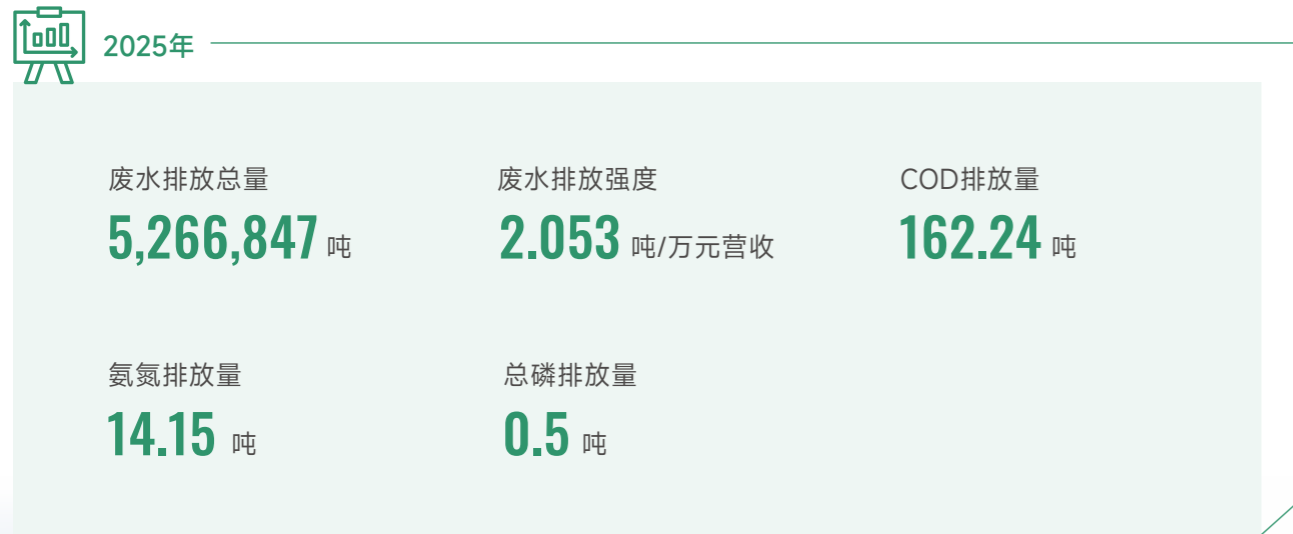 2025年
废水排放总量
5,266,847 吨
废水排放强度
2.053 吨/万元营收
COD排放量
162.24 吨
氨氮排放量
14.15 吨
总磷排放量
0.5 吨